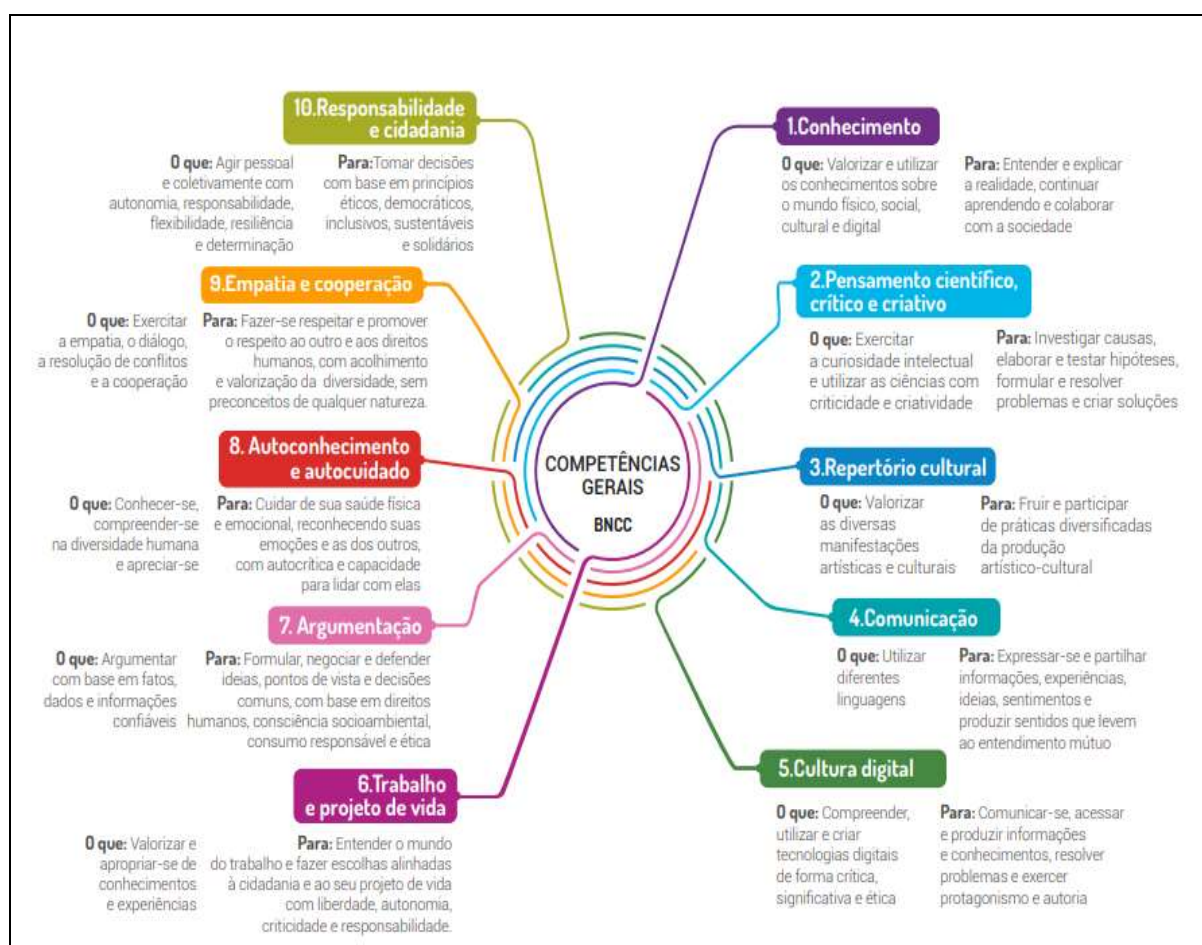 COMPETÊNCIAS
GERAIS
BNCC
1.Conhecimento
O que: Valorizar e utilizar
os conhecimentos sobre
o mundo físico, social,
cultural e digital
Para: Entender e explicar
a realidade, continuar
aprendendo e colaborar
com a sociedade
2.Pensamento científico,
crítico e criativo
O que: Exercitar
a curiosidade intelectual
e utilizar as ciências com
criticidade e criatividade
Para: Investigar causas,
elaborar e testar hipóteses,
formular e resolver
problemas e criar soluções
3.Repertório cultural
O que: Valorizar
as diversas
manifestações
artísticas e culturais
Para: Fruir e participar
de práticas diversificadas
da produção
artístico-cultural
4.Comunicação
O que: Utilizar
diferentes
linguagens
Para: Expressar-se e partilhar
informações, experiências,
ideias, sentimentos e
produzir sentidos que levem
ao entendimento mútuo
5.Cultura digital
O que: Compreender,
utilizar e criar
tecnologias digitais
de forma crítica,
significativa e ética
Para: Comunicar-se, acessar
e produzir informações
e conhecimentos, resolver
problemas e exercer
protagonismo e autoria
6.Trabalho
e projeto de vida
O que: Valorizar e
apropriar-se de
conhecimentos
e experiências
Para: Entender o mundo
do trabalho e fazer escolhas alinhadas
à cidadania e ao seu projeto de vida
com liberdade, autonomia,
criticidade e responsabilidade.
7. Argumentação
O que: Argumentar
com base em fatos,
dados e informações
confiáveis
Para: Formular, negociar e defender
ideias, pontos de vista e decisões
comuns, com base em direitos
humanos, consciência socioambiental,
consumo responsável e ética
8. Autoconhecimento
e autocuidado
O que: Conhecer-se,
compreender-se
na diversidade humana
e apreciar-se
Para: Cuidar de sua saúde física
e emocional, reconhecendo suas
emoções e as dos outros,
com autocrítica e capacidade
para lidar com elas
9.Empatia e cooperação
O que: Exercitar
a empatia, o diálogo,
a resolução de conflitos
e a cooperação
Para: Fazer-se respeitar e promover
o respeito ao outro e aos direitos
humanos, com acolhimento
e valorização da diversidade, sem
preconceitos de qualquer natureza.
10.Responsabilidade
e cidadania
O que: Agir pessoal
e coletivamente com
autonomia, responsabilidade,
flexibilidade, resiliência
e determinação
Para:Tomar decisões
com base em princípios
éticos, democráticos,
inclusivos, sustentáveis
e solidários